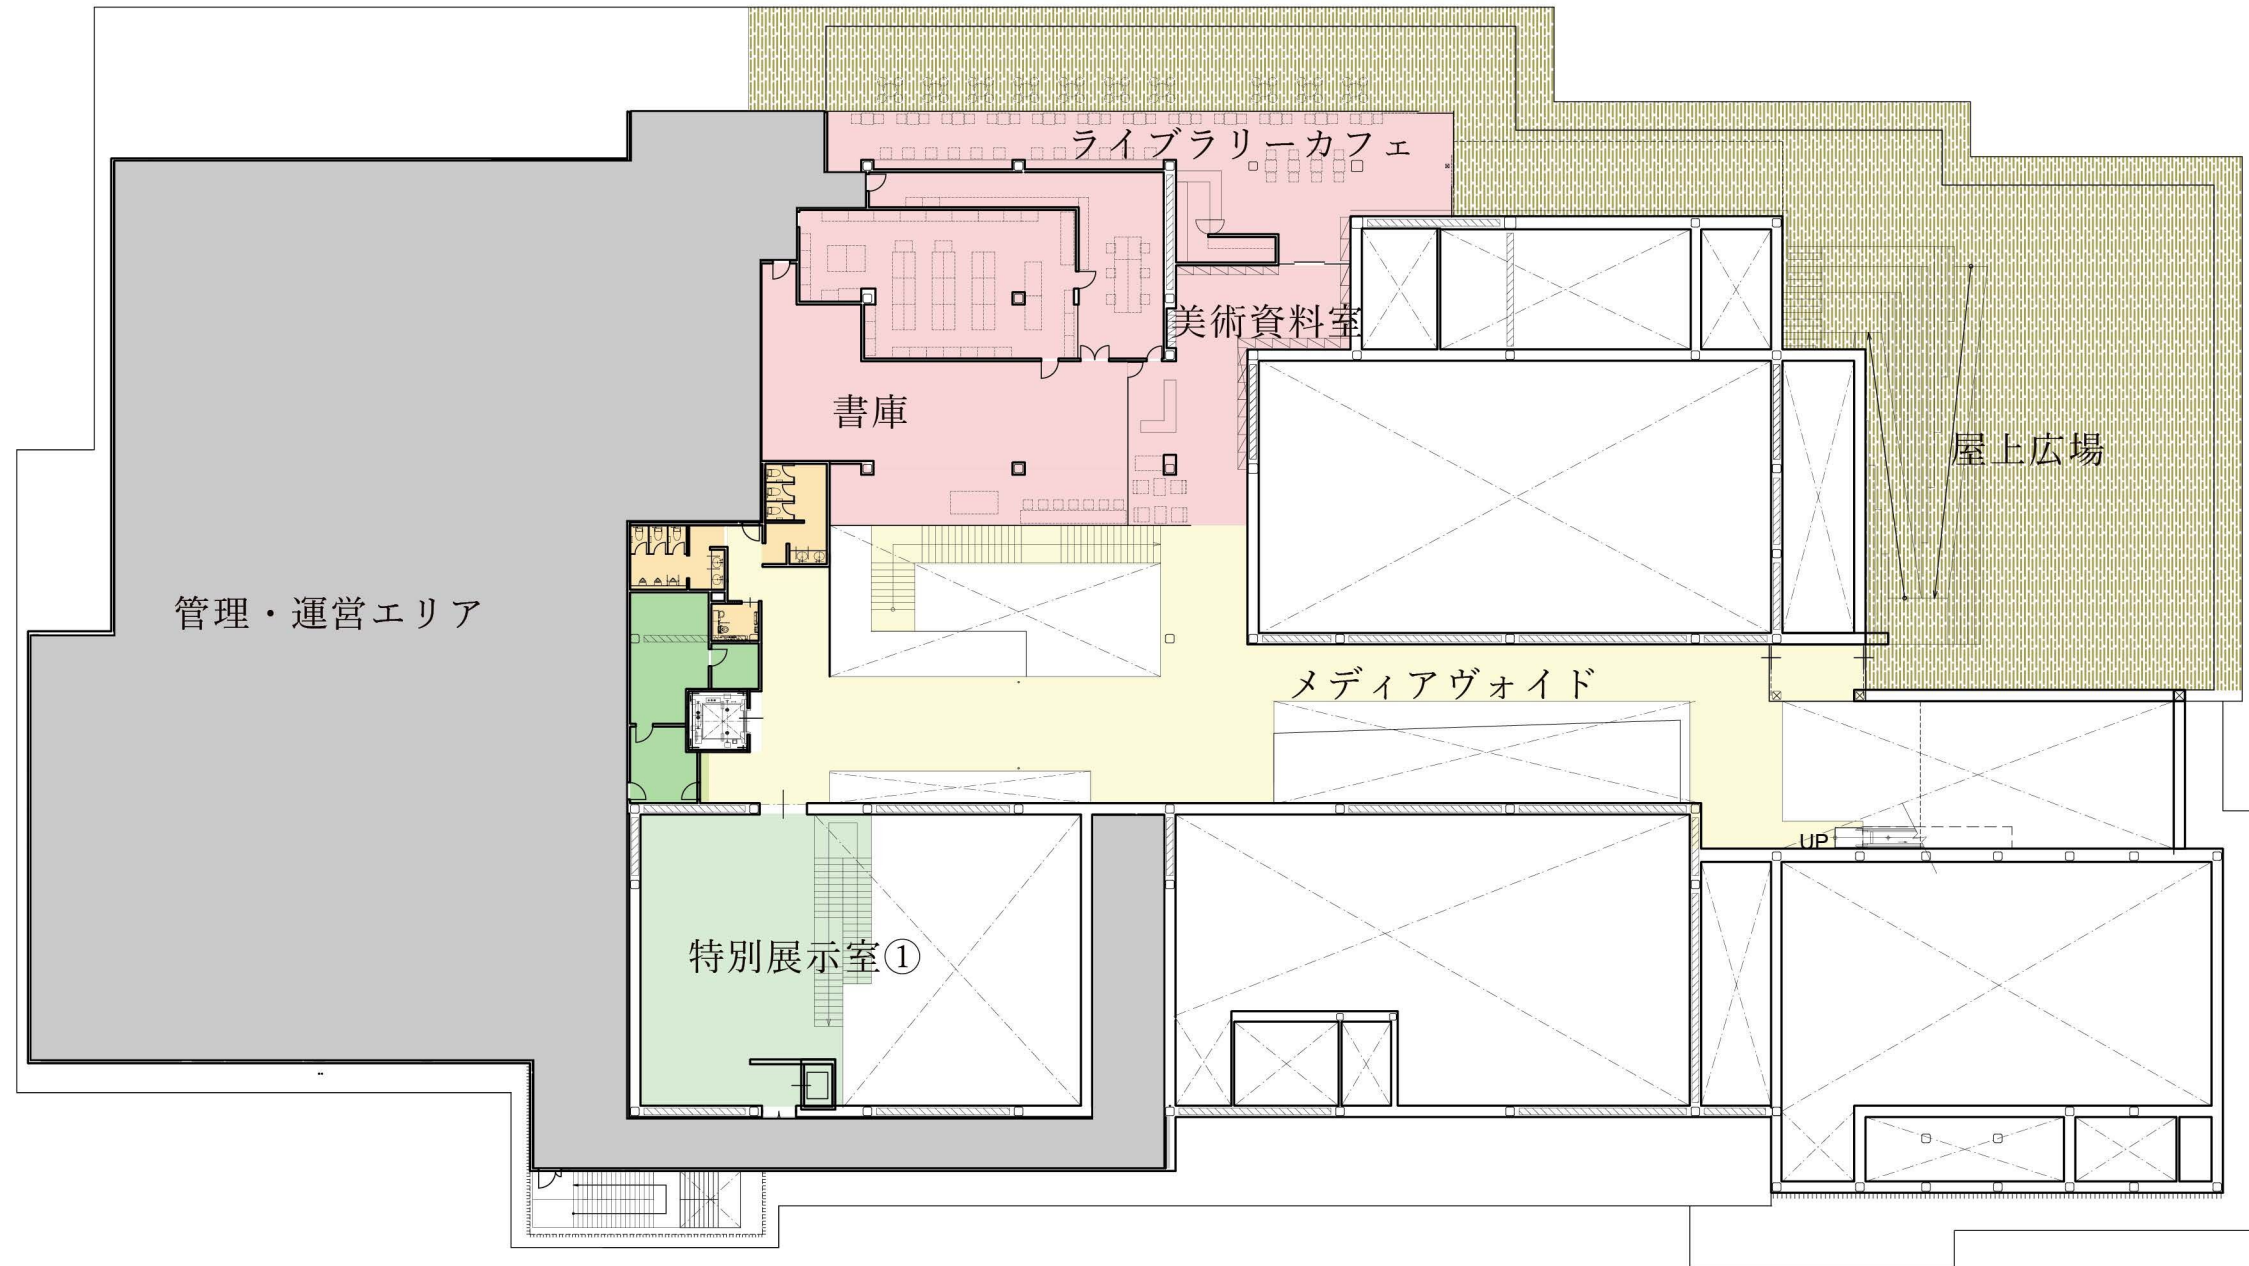 ライブラリーカフェ
美術資料室
書庫
屋上広場
管理・運営エリア
メディアヴォイド
UP
特別展示室①